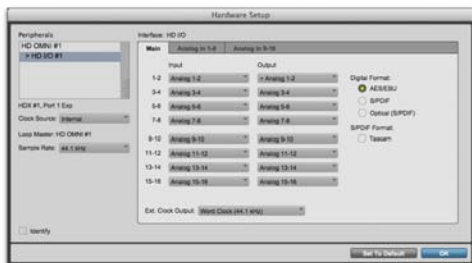 Hardware Setup
Peripherals
HD OMNI #1
> HD I/O #1
HDX #1, Port 1 Exp
Clock Source: Internal
Loop Master: HD OMNI #1
Sample Rate: 44.1 kHz
Identify
Interface: HD I/O
Main Analog In 1-8 Analog In 9-16
Input Output
1-2 Analog 1-2 > Analog 1-2
3-4 Analog 3-4 Analog 3-4
5-6 Analog 5-6 Analog 5-6
7-8 Analog 7-8 Analog 7-8
9-10 Analog 9-10 Analog 9-10
11-12 Analog 11-12 Analog 11-12
13-14 Analog 13-14 Analog 13-14
15-16 Analog 15-16 Analog 15-16
Ext. Clock Output: Word Clock (44.1 kHz)
Digital Format:
AES/EBU
S/PDIF
Optical (S/PDIF)
S/PDIF Format:
Tascam
Set To Default OK